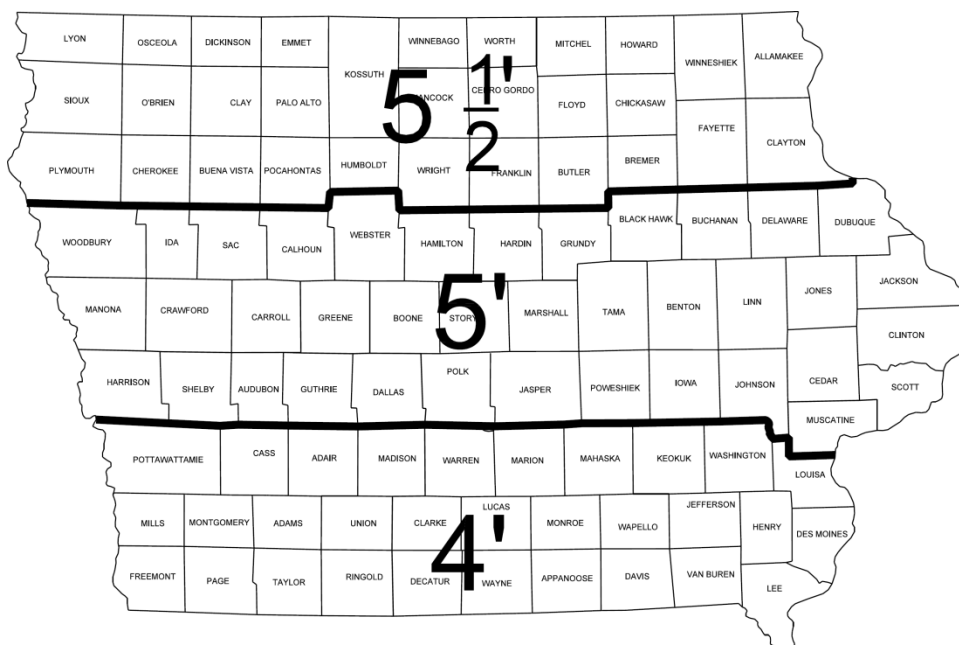 LYON OSCEOLA DICKINSON EMMET WINNEBAGO WORTH MITCHEL HOWARD ALLAMAKEE
WINNESHIEK
KOSSUTH
SIOUX O'BRIEN CLAY PALO ALTO HANCOCK CERRO GORDO FLOYD CHICKASAW
5 1/2'
FAYETTE CLAYTON
PLYMOUTH CHEROKEE BUENA VISTA POCAHONTAS HUMBOLDT WRIGHT FRANKLIN BUTLER BREMER
WOODBURY IDA SAC CALHOUN WEBSTER HAMILTON HARDIN GRUNDY BLACK HAWK BUCHANAN DELAWARE DUBUQUE
MANONA CRAWFORD CARROLL GREENE BOONE STORY MARSHALL TAMA BENTON LINN JONES JACKSON
5'
CLINTON
HARRISON SHELBY AUDUBON GUTHRIE DALLAS POLK JASPER POWESHIEK IOWA JOHNSON CEDAR SCOTT
MUSCATINE
POTTAWATTAMIE CASS ADAIR MADISON WARREN MARION MAHASKA KEOKUK WASHINGTON
LOUISA
MILLS MONTGOMERY ADAMS UNION CLARKE LUCAS MONROE WAPELLO JEFFERSON HENRY DES MOINES
4'
FREEMONT PAGE TAYLOR RINGOLD DECATUR WAYNE APPANOOSE DAVIS VAN BUREN LEE